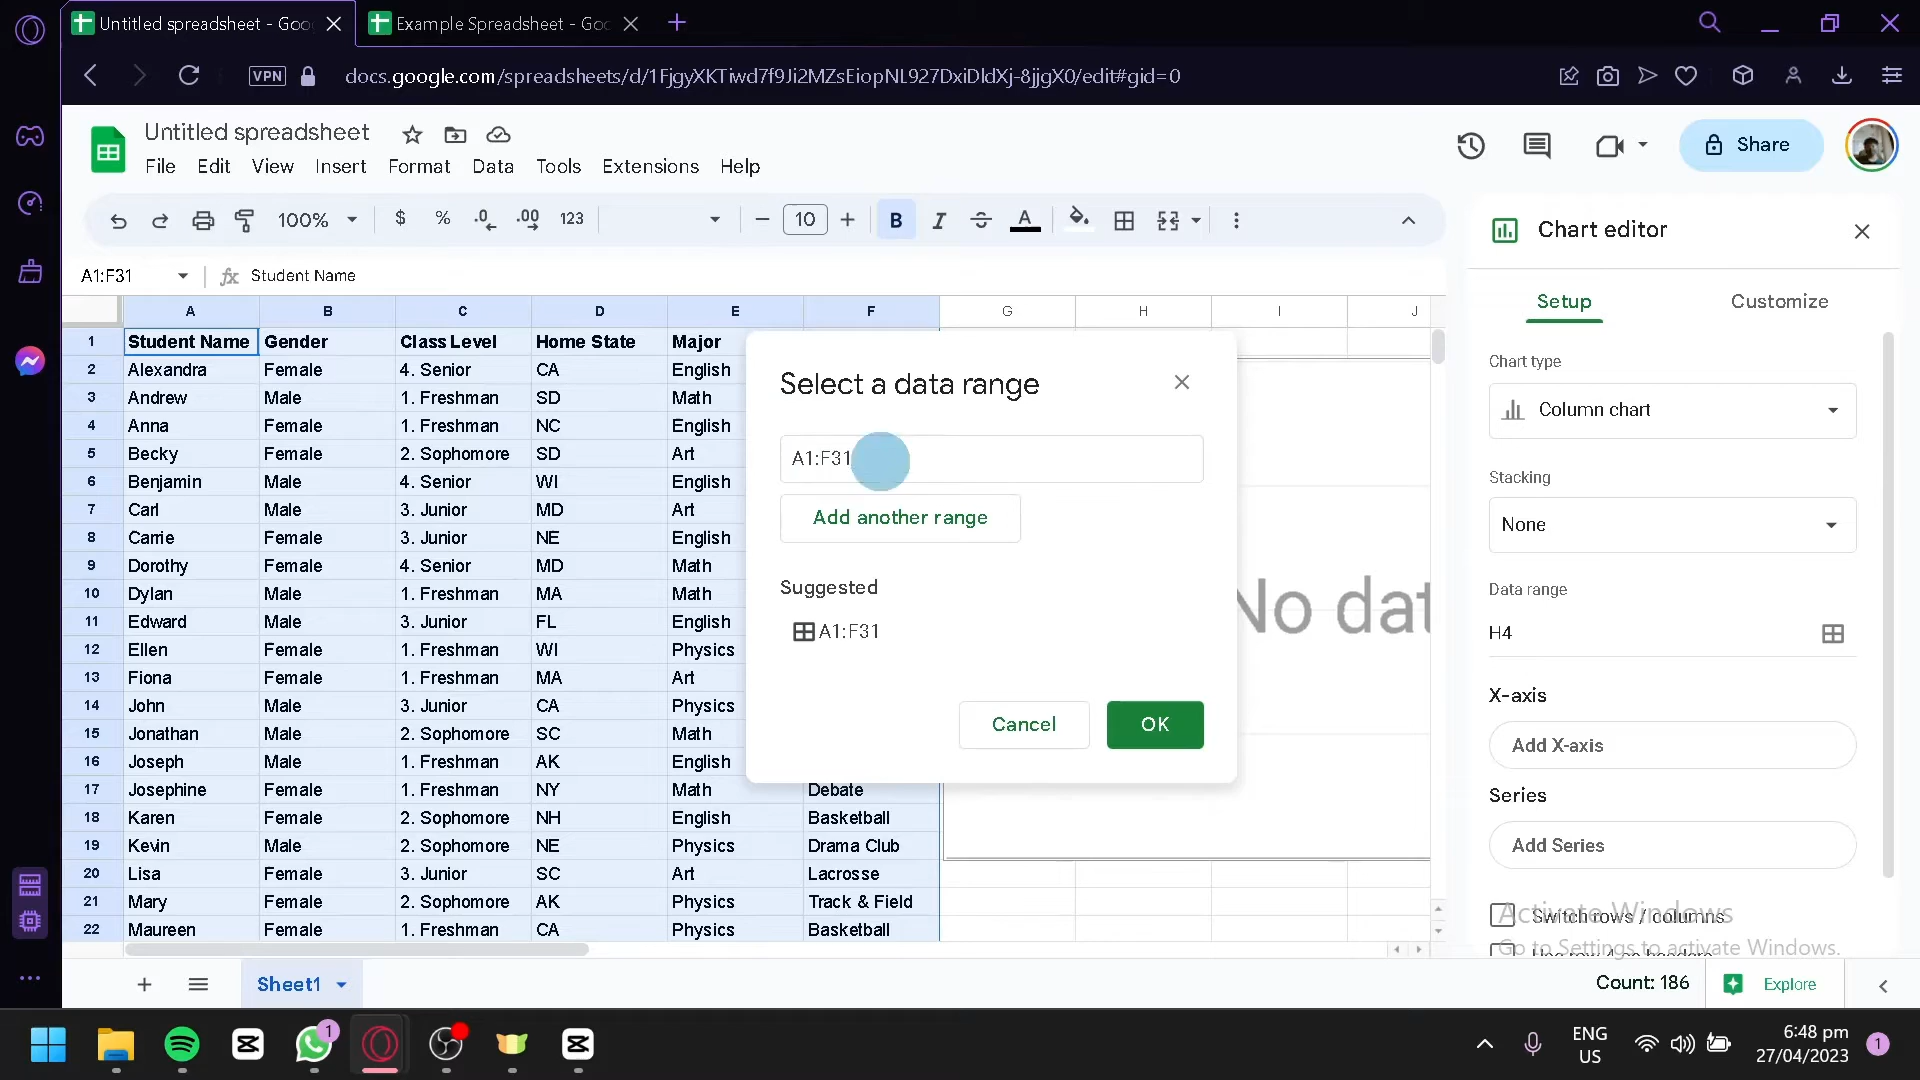 Untitled spreadsheet - Goo
Example Spreadsheet - Goo
VPN
docs.google.com/spreadsheets/d/1FjgyXKTiwd7f9Ji2MZsEiopNL927DxiDldXj-8jjgX0/edit#gid=0
Untitled spreadsheet
File Edit View Insert Format Data Tools Extensions Help
Share
100% $ % .0 .00 123 10 B I A
A1:F31 fx Student Name
A B C D E F G H I J
1 Student Name Gender Class Level Home State Major
2 Alexandra Female 4. Senior CA English
3 Andrew Male 1. Freshman SD Math
4 Anna Female 1. Freshman NC English
5 Becky Female 2. Sophomore SD Art
6 Benjamin Male 4. Senior WI English
7 Carl Male 3. Junior MD Art
8 Carrie Female 3. Junior NE English
9 Dorothy Female 4. Senior MD Math
10 Dylan Male 1. Freshman MA Math
11 Edward Male 3. Junior FL English
12 Ellen Female 1. Freshman WI Physics
13 Fiona Female 1. Freshman MA Art
14 John Male 3. Junior CA Physics
15 Jonathan Male 2. Sophomore SC Math
16 Joseph Male 1. Freshman AK English
17 Josephine Female 1. Freshman NY Math Debate
18 Karen Female 2. Sophomore NH English Basketball
19 Kevin Male 2. Sophomore NE Physics Drama Club
20 Lisa Female 3. Junior SC Art Lacrosse
21 Mary Female 2. Sophomore AK Physics Track & Field
22 Maureen Female 1. Freshman CA Physics Basketball
Select a data range
A1:F31
Add another range
Suggested
A1:F31
Cancel OK
No dat
Chart editor
Setup Customize
Chart type
Column chart
Stacking
None
Data range
H4
X-axis
Add X-axis
Series
Add Series
Switch rows / columns
Activate Windows
Go to Settings to activate Windows.
Sheet1
Count: 186
Explore
1
ENG
US
6:48 pm
27/04/2023
1